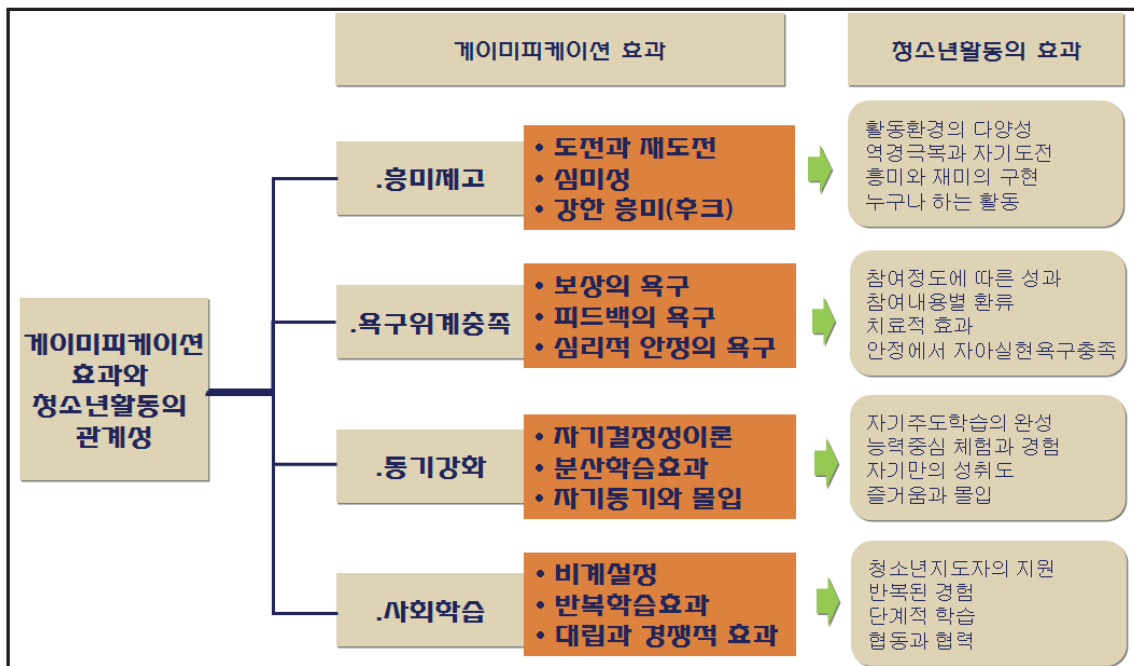 게이미피케이션 효과
청소년활동의 효과
게이미피케이션
효과와
청소년활동의
관계성
.흥미제고
• 도전과 재도전
• 심미성
• 강한 흥미(후크)
활동환경의 다양성
역경극복과 자기도전
흥미와 재미의 구현
누구나 하는 활동
.욕구위계충족
• 보상의 욕구
• 피드백의 욕구
• 심리적 안정의 욕구
참여정도에 따른 성과
참여내용별 환류
치료적 효과
안정에서 자아실현욕구충족
.동기강화
• 자기결정성이론
• 분산학습효과
• 자기동기와 몰입
자기주도학습의 완성
능력중심 체험과 경험
자기만의 성취도
즐거움과 몰입
.사회학습
• 비계설정
• 반복학습효과
• 대립과 경쟁적 효과
청소년지도자의 지원
반복된 경험
단계적 학습
협동과 협력